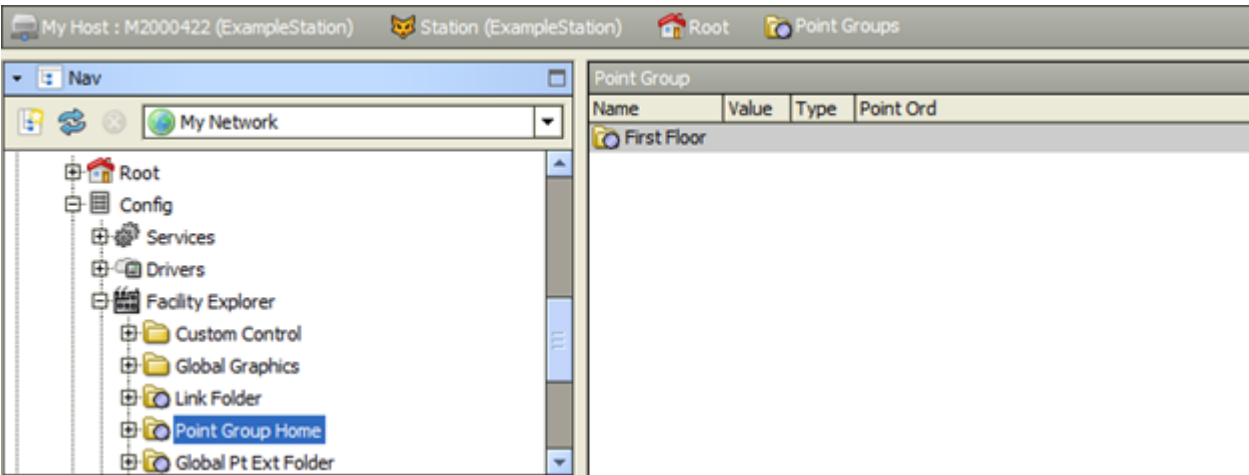 My Host : M2000422 (ExampleStation) Station (ExampleStation) Root Point Groups
Nav
My Network
Root
Config
Services
Drivers
Facility Explorer
Custom Control
Global Graphics
Link Folder
Point Group Home
Global Pt Ext Folder
Point Group
Name Value Type Point Ord
First Floor